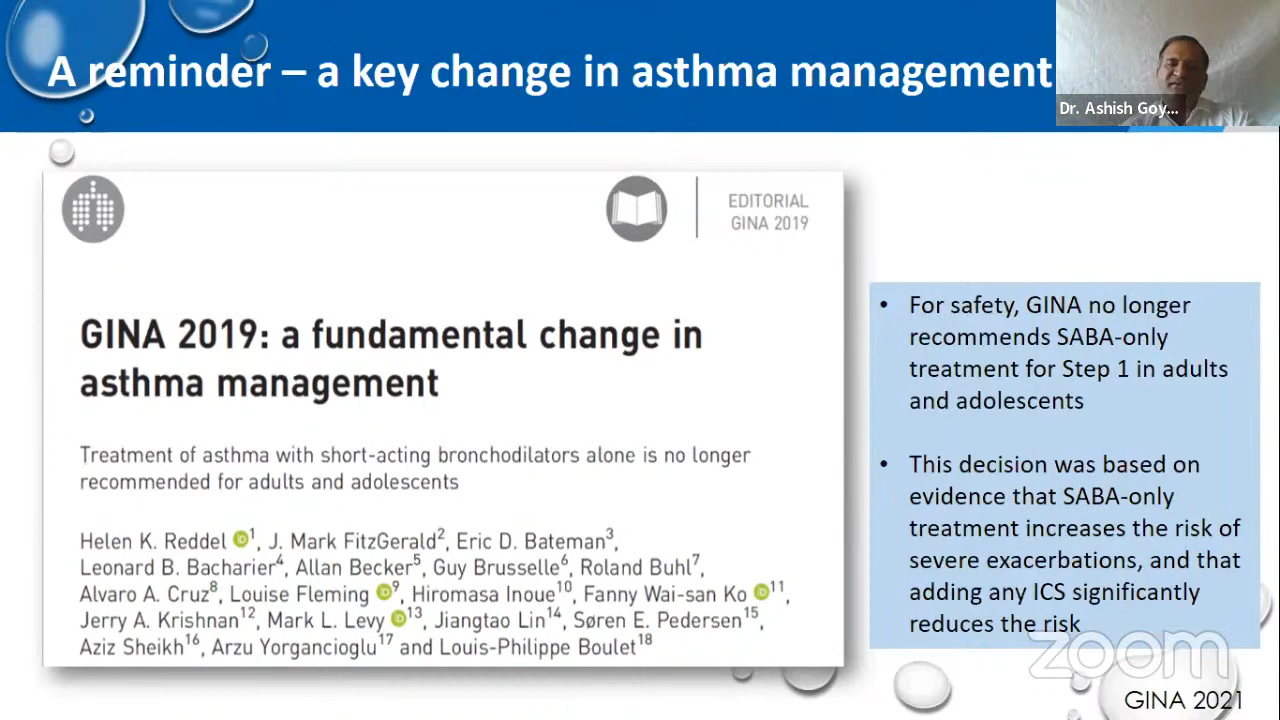 A reminder – a key change in asthma management
Dr. Ashish Goy...
EDITORIAL
GINA 2019
GINA 2019: a fundamental change in
asthma management
Treatment of asthma with short-acting bronchodilators alone is no longer
recommended for adults and adolescents
Helen K. Reddel iD1, J. Mark FitzGerald2, Eric D. Bateman3,
Leonard B. Bacharier4, Allan Becker5, Guy Brusselle6, Roland Buhl7,
Alvaro A. Cruz8, Louise Fleming iD9, Hiromasa Inoue10, Fanny Wai-san Ko iD11,
Jerry A. Krishnan12, Mark L. Levy iD13, Jiangtao Lin14, Søren E. Pedersen15,
Aziz Sheikh16, Arzu Yorgancioglu17 and Louis-Philippe Boulet18
• For safety, GINA no longer
recommends SABA-only
treatment for Step 1 in adults
and adolescents
• This decision was based on
evidence that SABA-only
treatment increases the risk of
severe exacerbations, and that
adding any ICS significantly
reduces the risk
zoom
GINA 2021